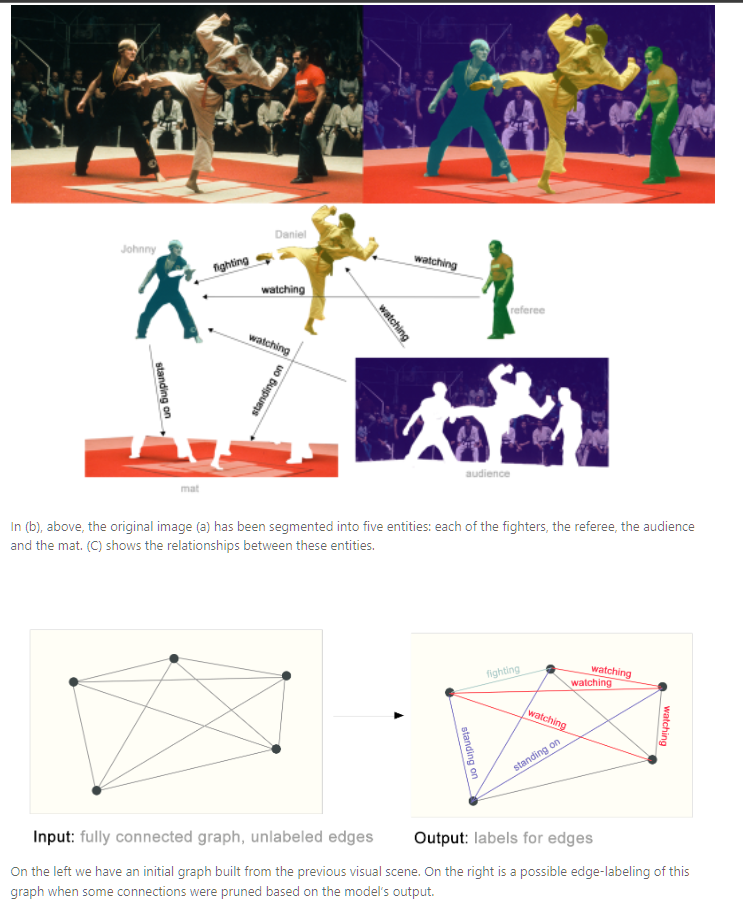 Johnny
Daniel
fighting
watching
watching
watching
watching
referee
standing on
standing on
audience
mat
In (b), above, the original image (a) has been segmented into five entities: each of the fighters, the referee, the audience
and the mat. (C) shows the relationships between these entities.
fighting
watching
watching
watching
watching
standing on
standing on
Input: fully connected graph, unlabeled edges
Output: labels for edges
On the left we have an initial graph built from the previous visual scene. On the right is a possible edge-labeling of this
graph when some connections were pruned based on the model's output.